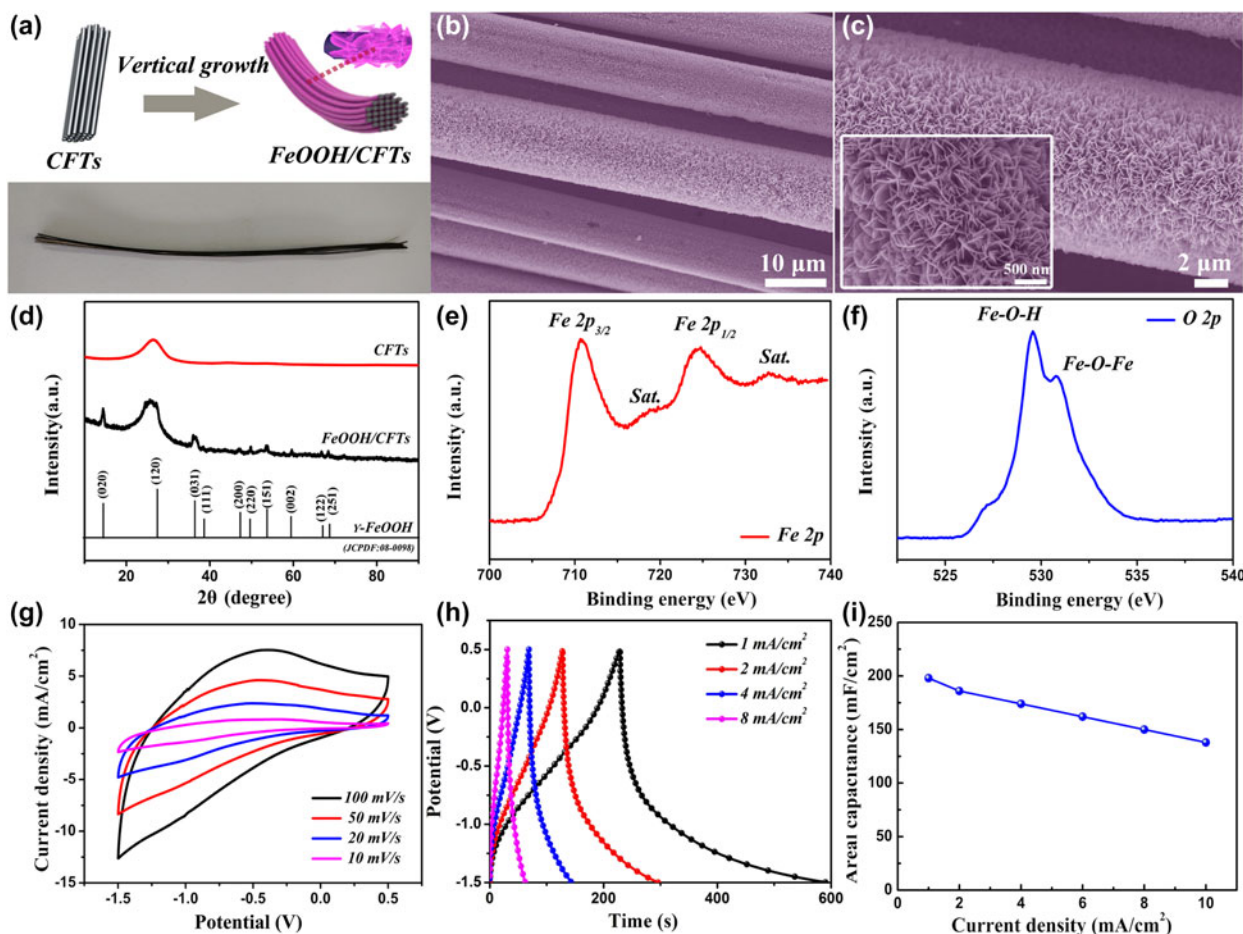 (a)
Vertical growth
CFTs
FeOOH/CFTs
(b)
10 μm
(c)
500 nm
2 μm
(d)
Intensity(a.u.)
CFTs
FeOOH/CFTs
(020)
(120)
(031)
(111)
(200)
(220)
(151)
(002)
(122)
(251)
γ-FeOOH
(JCPDF:08-0098)
20 40 60 80
2θ (degree)
(e)
Intensity (a.u.)
Fe 2p3/2
Fe 2p1/2
Sat.
Sat.
Fe 2p
700 710 720 730 740
Binding energy (eV)
(f)
Intensity (a.u.)
Fe-O-H
O 2p
Fe-O-Fe
525 530 535 540
Binding energy (eV)
(g)
Current density (mA/cm2)
10
5
0
-5
-10
-15
100 mV/s
50 mV/s
20 mV/s
10 mV/s
-1.5 -1.0 -0.5 0.0 0.5
Potential (V)
(h)
Potential (V)
0.5
0.0
-0.5
-1.0
-1.5
1 mA/cm2
2 mA/cm2
4 mA/cm2
8 mA/cm2
0 200 400 600
Time (s)
(i)
Areal capactance (mF/cm2)
250
200
150
100
50
0
0 2 4 6 8 10
Current density (mA/cm2)